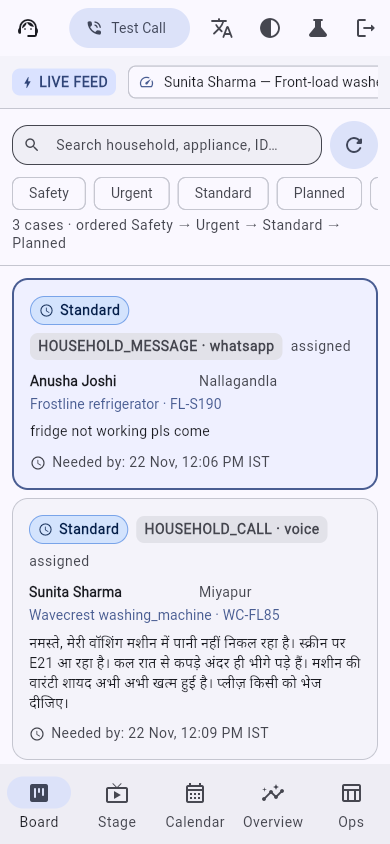 Test Call
LIVE FEED
Sunita Sharma — Front-load washe
Search household, appliance, ID...
Safety
Urgent
Standard
Planned
3 cases · ordered Safety → Urgent → Standard →
Planned
Standard
HOUSEHOLD_MESSAGE · whatsapp assigned
Anusha Joshi Nallagandla
Frostline refrigerator · FL-S190
fridge not working pls come
Needed by: 22 Nov, 12:06 PM IST
Standard HOUSEHOLD_CALL · voice
assigned
Sunita Sharma Miyapur
Wavecrest washing_machine · WC-FL85
नमस्ते, मेरी वॉशिंग मशीन में पानी नहीं निकल रहा है। स्क्रीन पर
E21 आ रहा है। कल रात से कपड़े अंदर ही भीगे पड़े हैं। मशीन की
वारंटी शायद अभी अभी खत्म हुई है। प्लीज़ किसी को भेज
दीजिए।
Needed by: 22 Nov, 12:09 PM IST
Board Stage Calendar Overview Ops